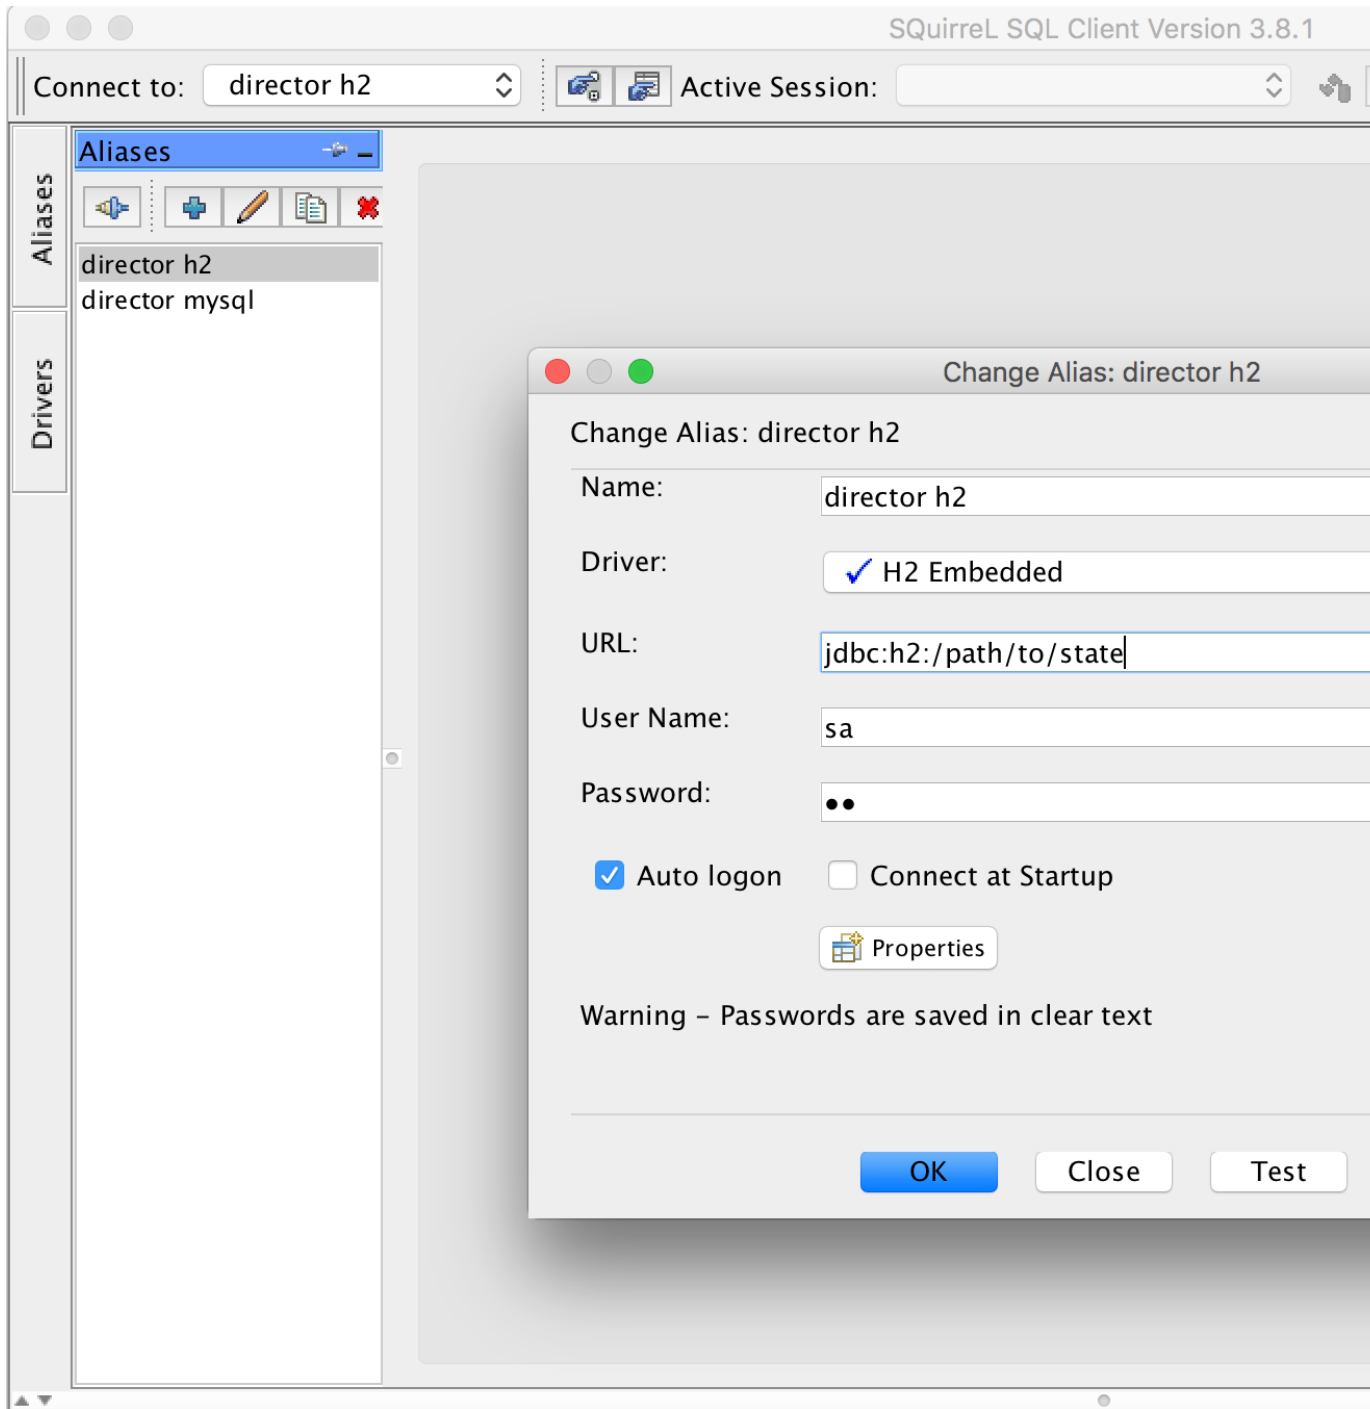 SQuirreL SQL Client Version 3.8.1
Connect to: director h2 Active Session:
Aliases
Aliases
Drivers
director h2
director mysql
Change Alias: director h2
Change Alias: director h2
Name: director h2
Driver: H2 Embedded
URL: jdbc:h2:/path/to/state
User Name: sa
Password: ••
Auto logon Connect at Startup
Properties
Warning – Passwords are saved in clear text
OK Close Test